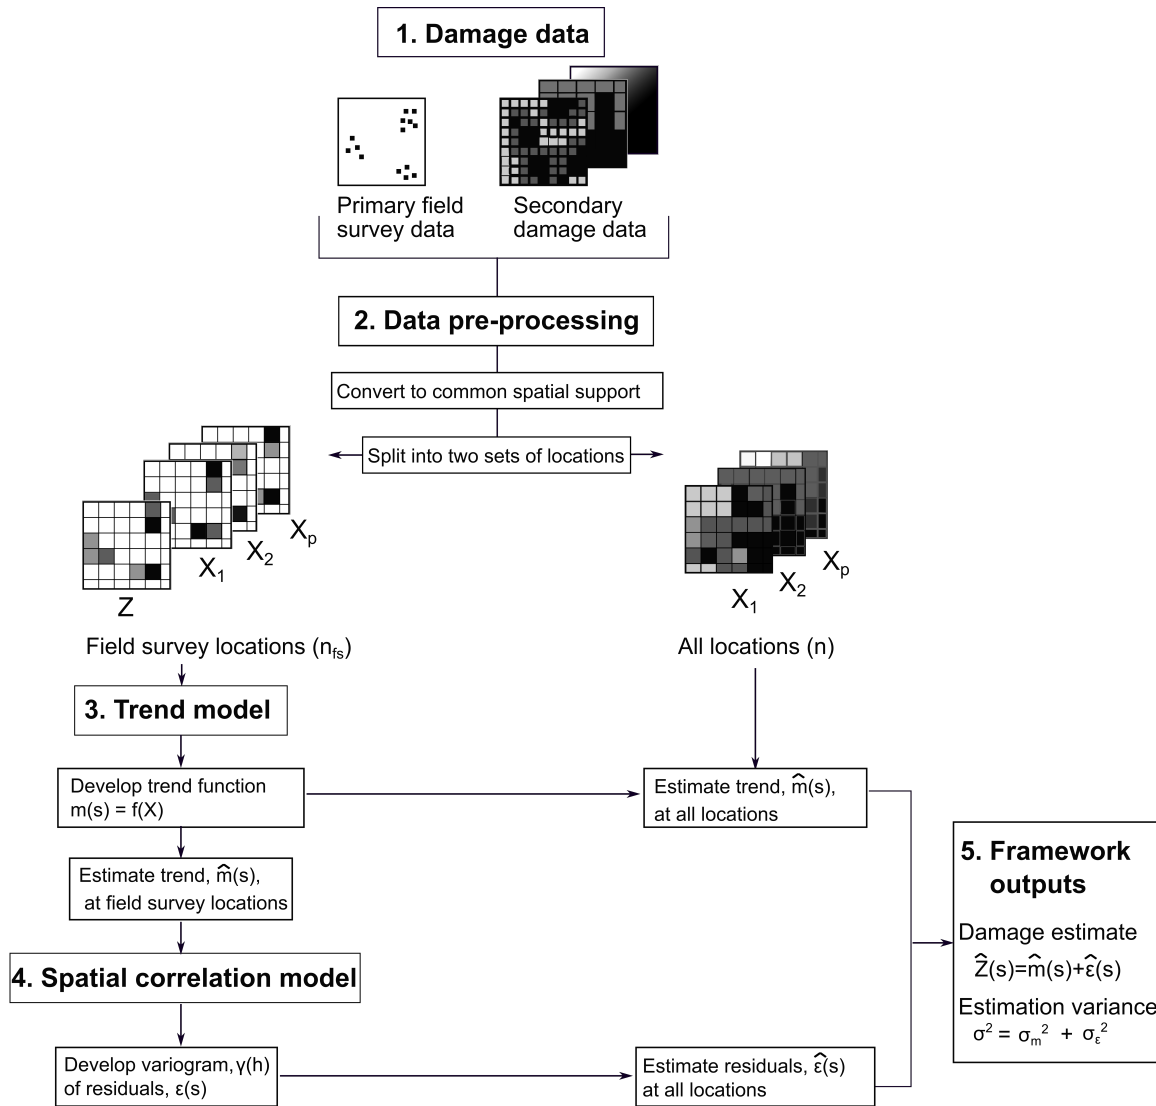 1. Damage data
Primary field
survey data
Secondary
damage data
2. Data pre-processing
Convert to common spatial support
Split into two sets of locations
Z
X₁
X₂
Xₚ
X₁
X₂
Xₚ
Field survey locations (n_fs)
All locations (n)
3. Trend model
Develop trend function
m(s) = f(X)
Estimate trend, m̂(s),
at all locations
Estimate trend, m̂(s),
at field survey locations
4. Spatial correlation model
Develop variogram, γ(h)
of residuals, ε(s)
Estimate residuals, ε̂(s)
at all locations
5. Framework
outputs
Damage estimate
Ẑ(s)=m̂(s)+ε̂(s)
Estimation variance
σ² = σ_m² + σ_ε²